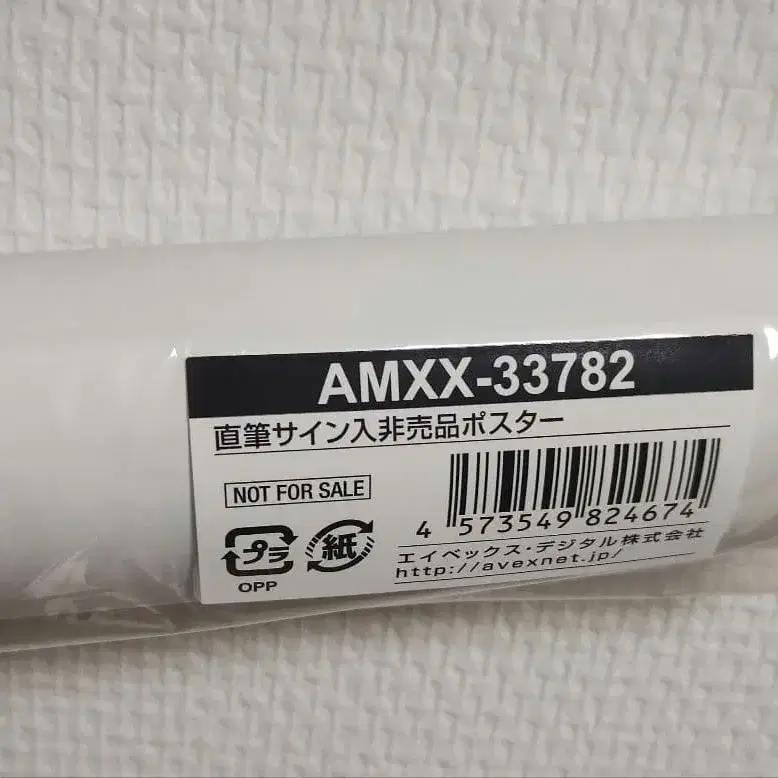 AMXX-33782
直筆サイン入非売品ポスター
NOT FOR SALE
4 573549 824674
プラ 紙
OPP
エイベックス・デジタル株式会社
http://avexnet.jp/